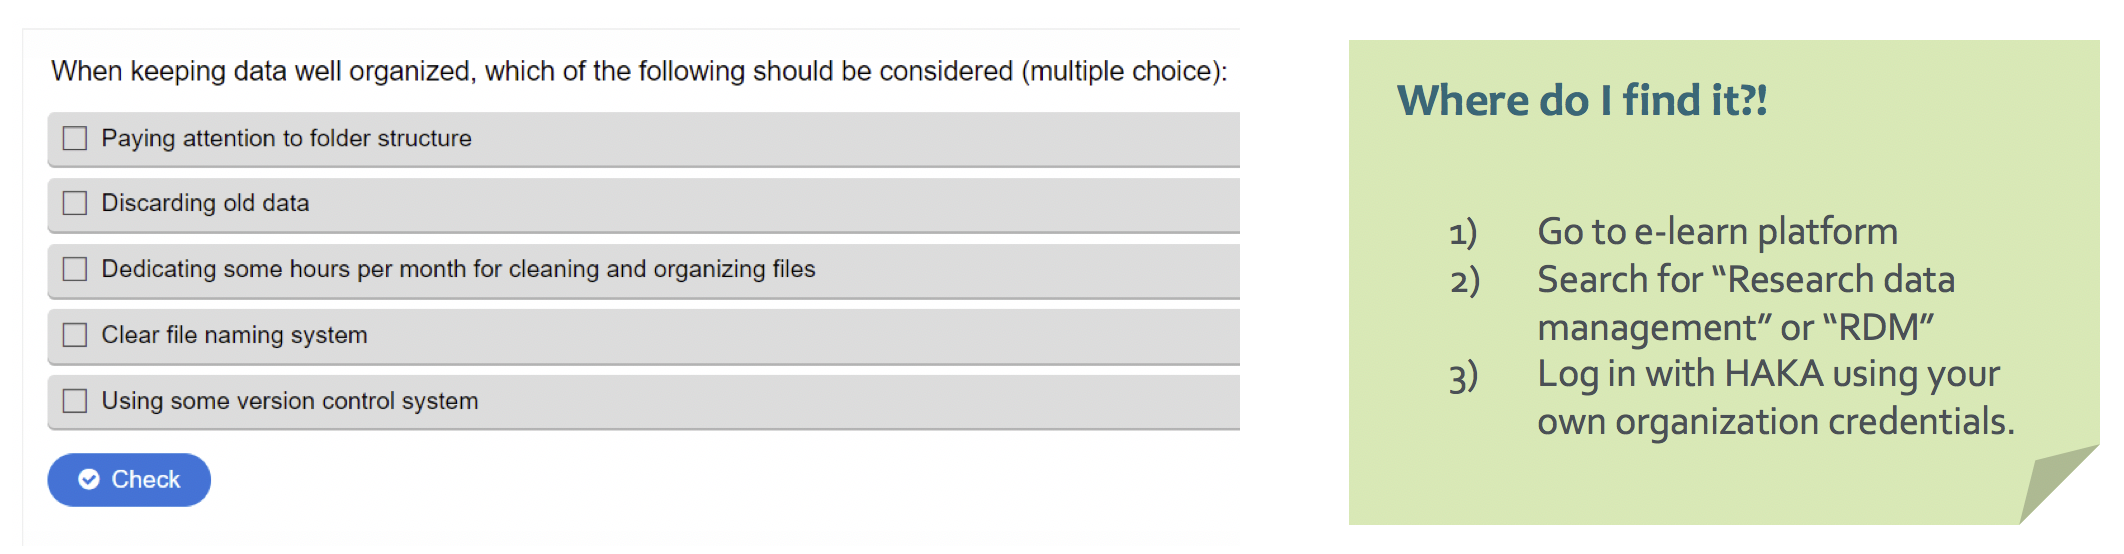 When keeping data well organized, which of the following should be considered (multiple choice):
Paying attention to folder structure
Discarding old data
Dedicating some hours per month for cleaning and organizing files
Clear file naming system
Using some version control system
Check
Where do I find it?!
1) Go to e-learn platform
2) Search for “Research data
management” or “RDM”
3) Log in with HAKA using your
own organization credentials.